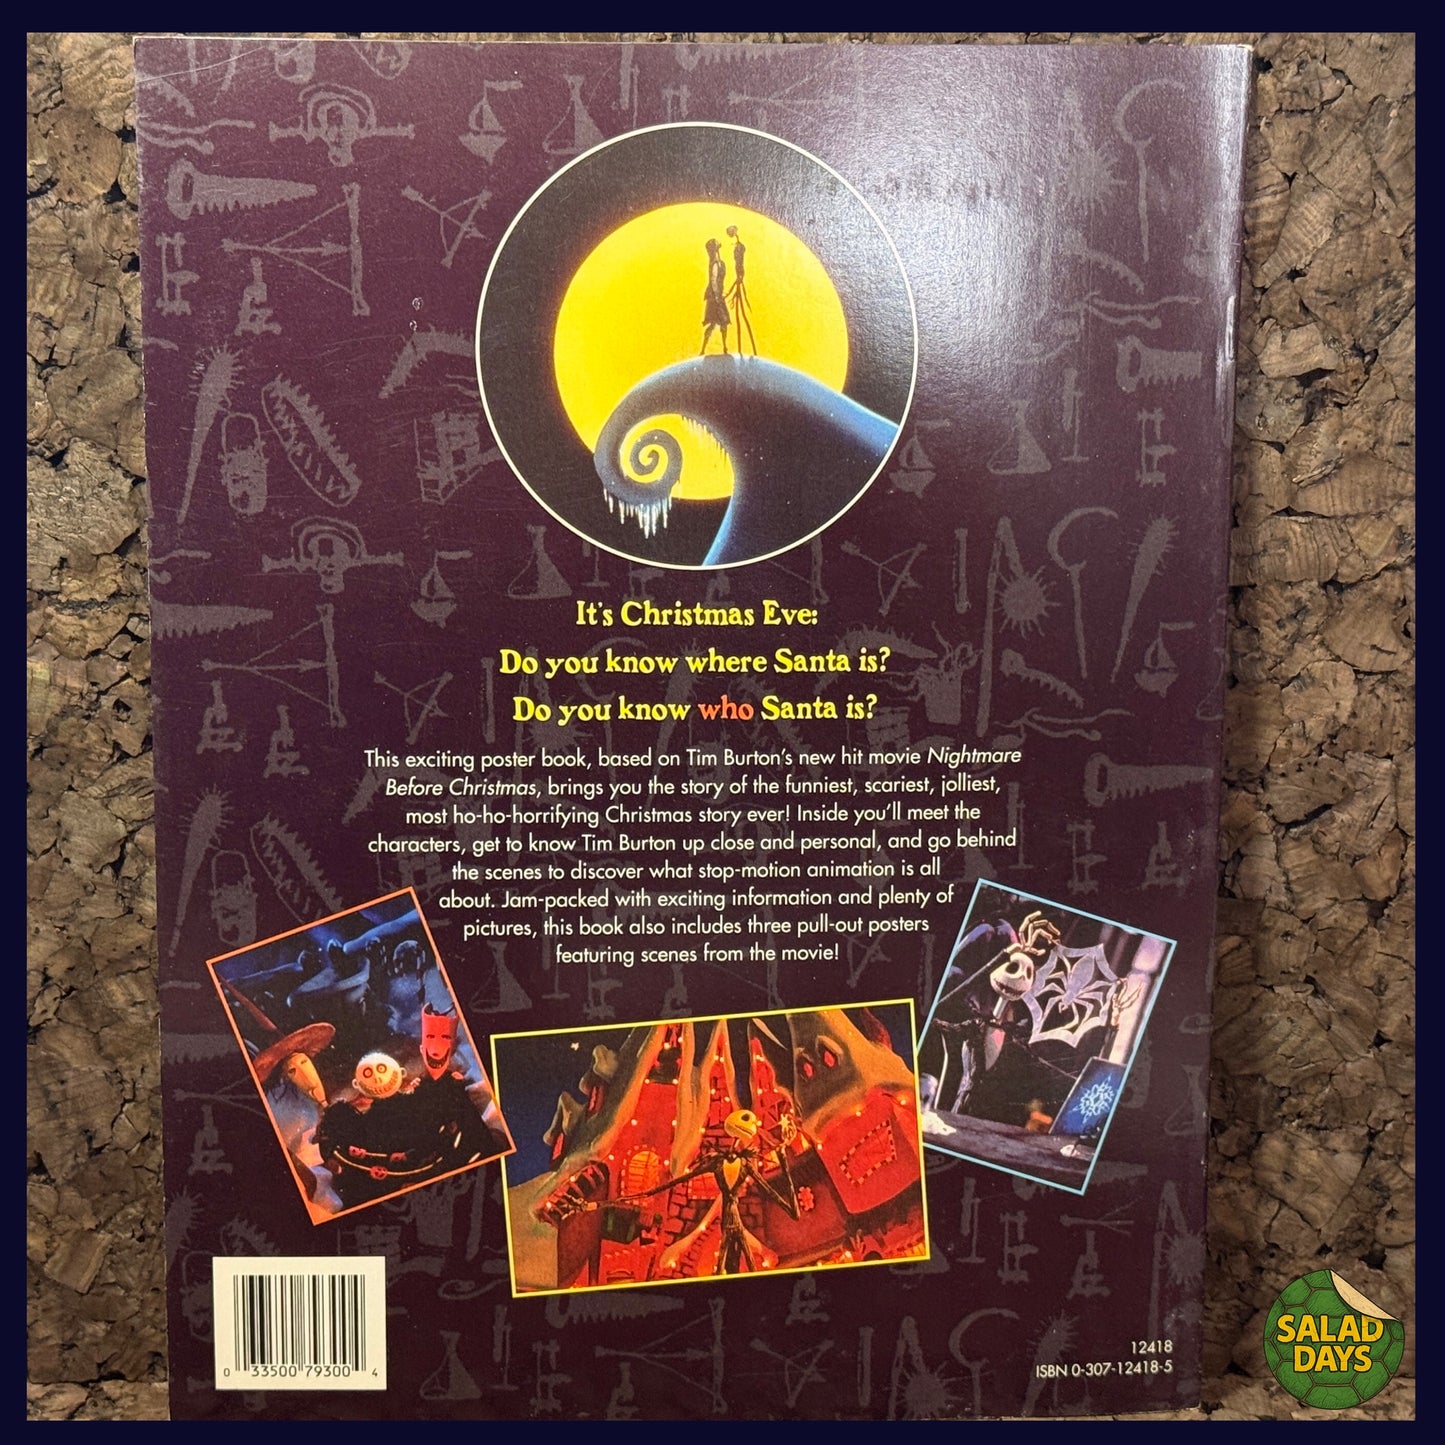 It's Christmas Eve:
Do you know where Santa is?
Do you know who Santa is?
This exciting poster book, based on Tim Burton's new hit movie Nightmare
Before Christmas, brings you the story of the funniest, scariest, jolliest,
most ho-ho-horrifying Christmas story ever! Inside you'll meet the
characters, get to know Tim Burton up close and personal, and go behind
the scenes to discover what stop-motion animation is all
about. Jam-packed with exciting information and plenty of
pictures, this book also includes three pull-out posters
featuring scenes from the movie!
0 33500 79300 4
12418
ISBN 0-307-12418-5
SALAD
DAYS